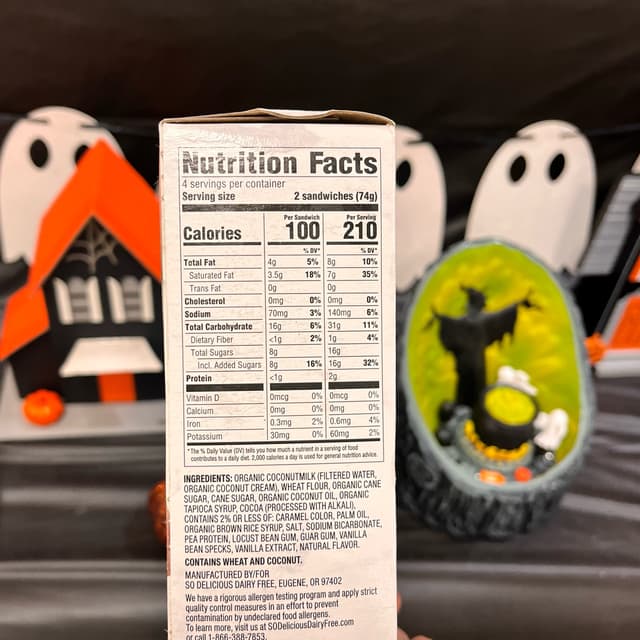 Nutrition Facts
4 servings per container
Serving size 2 sandwiches (74g)
Per Sandwich Per Serving
Calories 100 210
% DV* % DV*
Total Fat 4g 5% 8g 10%
Saturated Fat 3.5g 18% 7g 35%
Trans Fat 0g 0g
Cholesterol 0mg 0% 0mg 0%
Sodium 70mg 3% 140mg 6%
Total Carbohydrate 16g 6% 31g 11%
Dietary Fiber <1g 2% 1g 4%
Total Sugars 8g 16g
Incl. Added Sugars 8g 16% 16g 32%
Protein <1g 2g
Vitamin D 0mcg 0% 0mcg 0%
Calcium 0mg 0% 0mg 0%
Iron 0.3mg 2% 0.6mg 4%
Potassium 30mg 0% 60mg 2%
*The % Daily Value (DV) tells you how much a nutrient in a serving of food
contributes to a daily diet. 2,000 calories a day is used for general nutrition advice.
INGREDIENTS: ORGANIC COCONUTMILK (FILTERED WATER,
ORGANIC COCONUT CREAM), WHEAT FLOUR, ORGANIC CANE
SUGAR, CANE SUGAR, ORGANIC COCONUT OIL, ORGANIC
TAPIOCA SYRUP, COCOA (PROCESSED WITH ALKALI),
CONTAINS 2% OR LESS OF: CARAMEL COLOR, PALM OIL,
ORGANIC BROWN RICE SYRUP, SALT, SODIUM BICARBONATE,
PEA PROTEIN, LOCUST BEAN GUM, GUAR GUM, VANILLA
BEAN SPECKS, VANILLA EXTRACT, NATURAL FLAVOR.
CONTAINS WHEAT AND COCONUT.
MANUFACTURED BY/FOR
SO DELICIOUS DAIRY FREE, EUGENE, OR 97402
We have a rigorous allergen testing program and apply strict
quality control measures in an effort to prevent
contamination by undeclared food allergens.
To learn more, visit us at SODeliciousDairyFree.com
or call 1-866-388-7853.